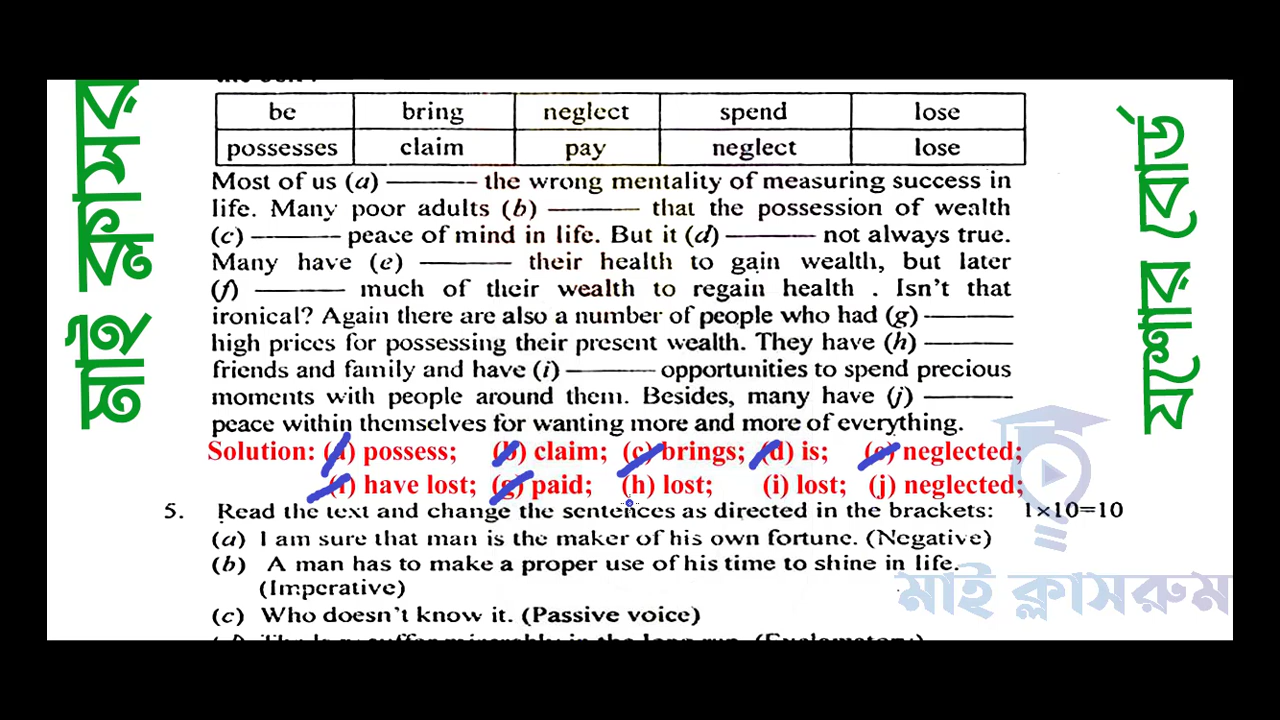 মাই ক্লাসর
যশোর বোর্ড
be bring neglect spend lose
possesses claim pay neglect lose
Most of us (a) ———— the wrong mentality of measuring success in
life. Many poor adults (b) ———— that the possession of wealth
(c) ———— peace of mind in life. But it (d) ———— not always true.
Many have (e) ———— their health to gain wealth, but later
(f) ———— much of their wealth to regain health . Isn't that
ironical? Again there are also a number of people who had (g) ————
high prices for possessing their present wealth. They have (h) ————
friends and family and have (i) ———— opportunities to spend precious
moments with people around them. Besides, many have (j) ————
peace within themselves for wanting more and more of everything.
Solution: (a) possess; (b) claim; (c) brings; (d) is; (e) neglected;
(f) have lost; (g) paid; (h) lost; (i) lost; (j) neglected;
5. Read the text and change the sentences as directed in the brackets: 1×10=10
(a) I am sure that man is the maker of his own fortune. (Negative)
(b) A man has to make a proper use of his time to shine in life.
(Imperative)
(c) Who doesn't know it. (Passive voice)
মাই ক্লাসরুম